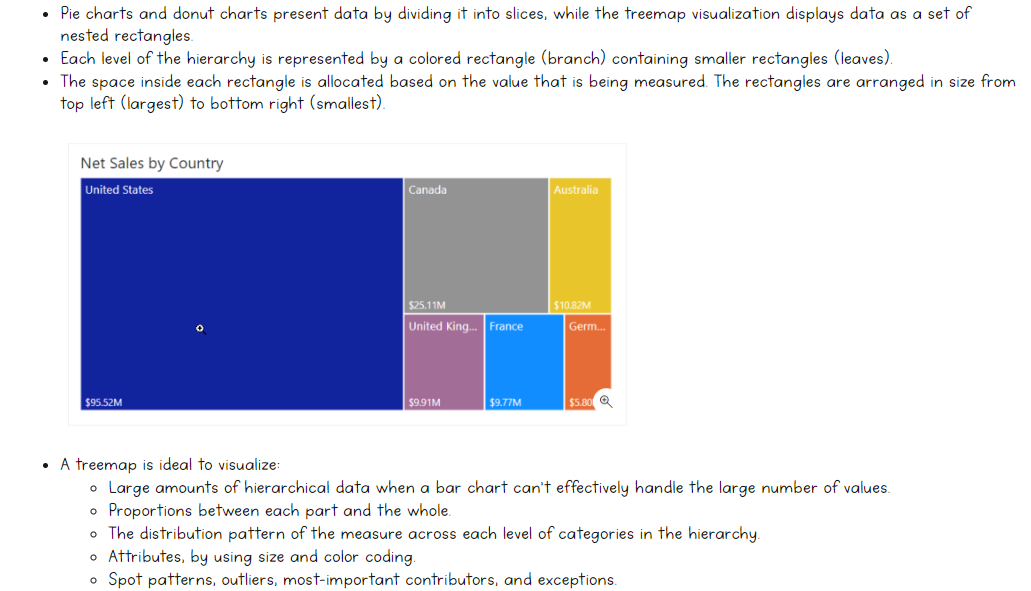 • Pie charts and donut charts present data by dividing it into slices, while the treemap visualization displays data as a set of
nested rectangles.
• Each level of the hierarchy is represented by a colored rectangle (branch) containing smaller rectangles (leaves).
• The space inside each rectangle is allocated based on the value that is being measured. The rectangles are arranged in size from
top left (largest) to bottom right (smallest).
Net Sales by Country
United States
$95.52M
Canada
$25.11M
Australia
$10.82M
United King...
$9.91M
France
$9.77M
Germ...
$5.80
• A treemap is ideal to visualize:
○ Large amounts of hierarchical data when a bar chart can't effectively handle the large number of values.
○ Proportions between each part and the whole.
○ The distribution pattern of the measure across each level of categories in the hierarchy.
○ Attributes, by using size and color coding.
○ Spot patterns, outliers, most-important contributors, and exceptions.